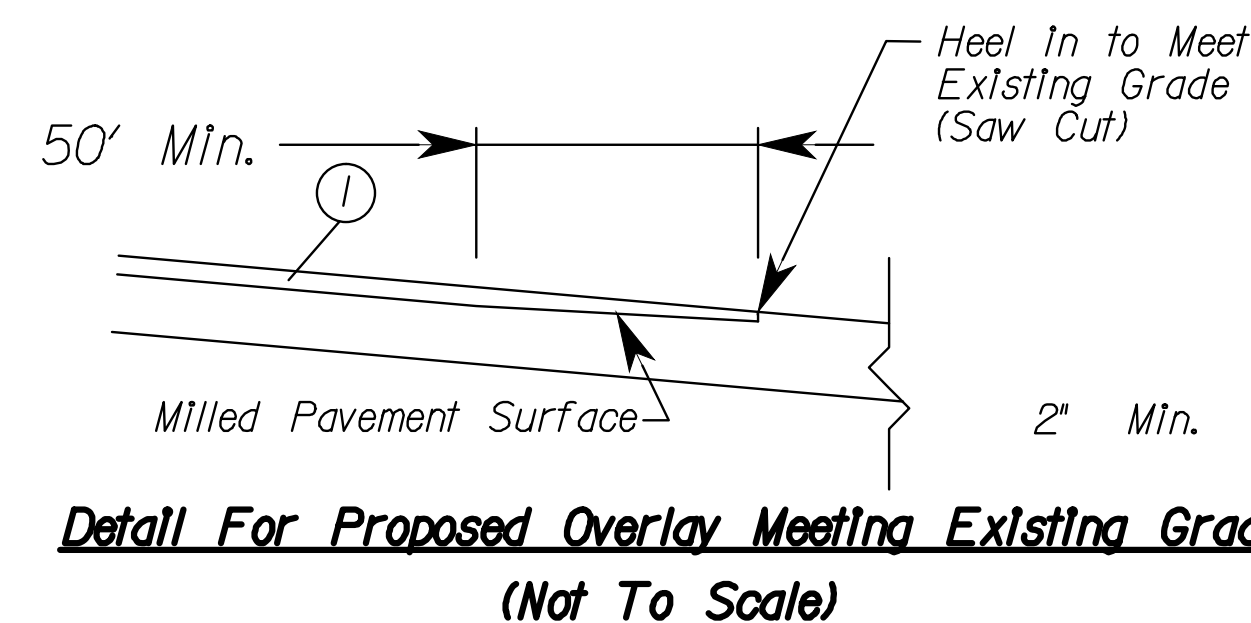 Heel in to Meet
Existing Grade
(Saw Cut)
50' Min.
1
Milled Pavement Surface
2" Min.
Detail For Proposed Overlay Meeting Existing
(Not To Scale)